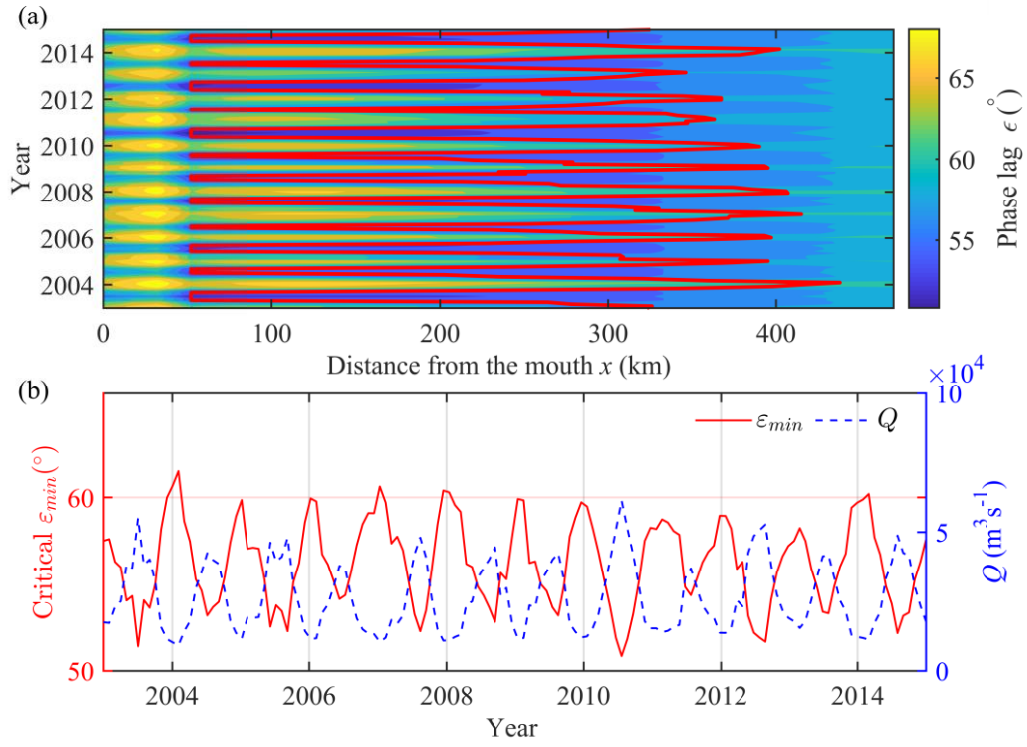 (a)
2014
2012
2010
2008
2006
2004
Year
0
100
200
300
400
Distance from the mouth x (km)
65
60
55
Phase lag ϵ (°)
(b)
×10⁴
10
5
0
Q (m³s⁻¹)
60
50
Critical ε_min(°)
ε_min
Q
2004
2006
2008
2010
2012
2014
Year